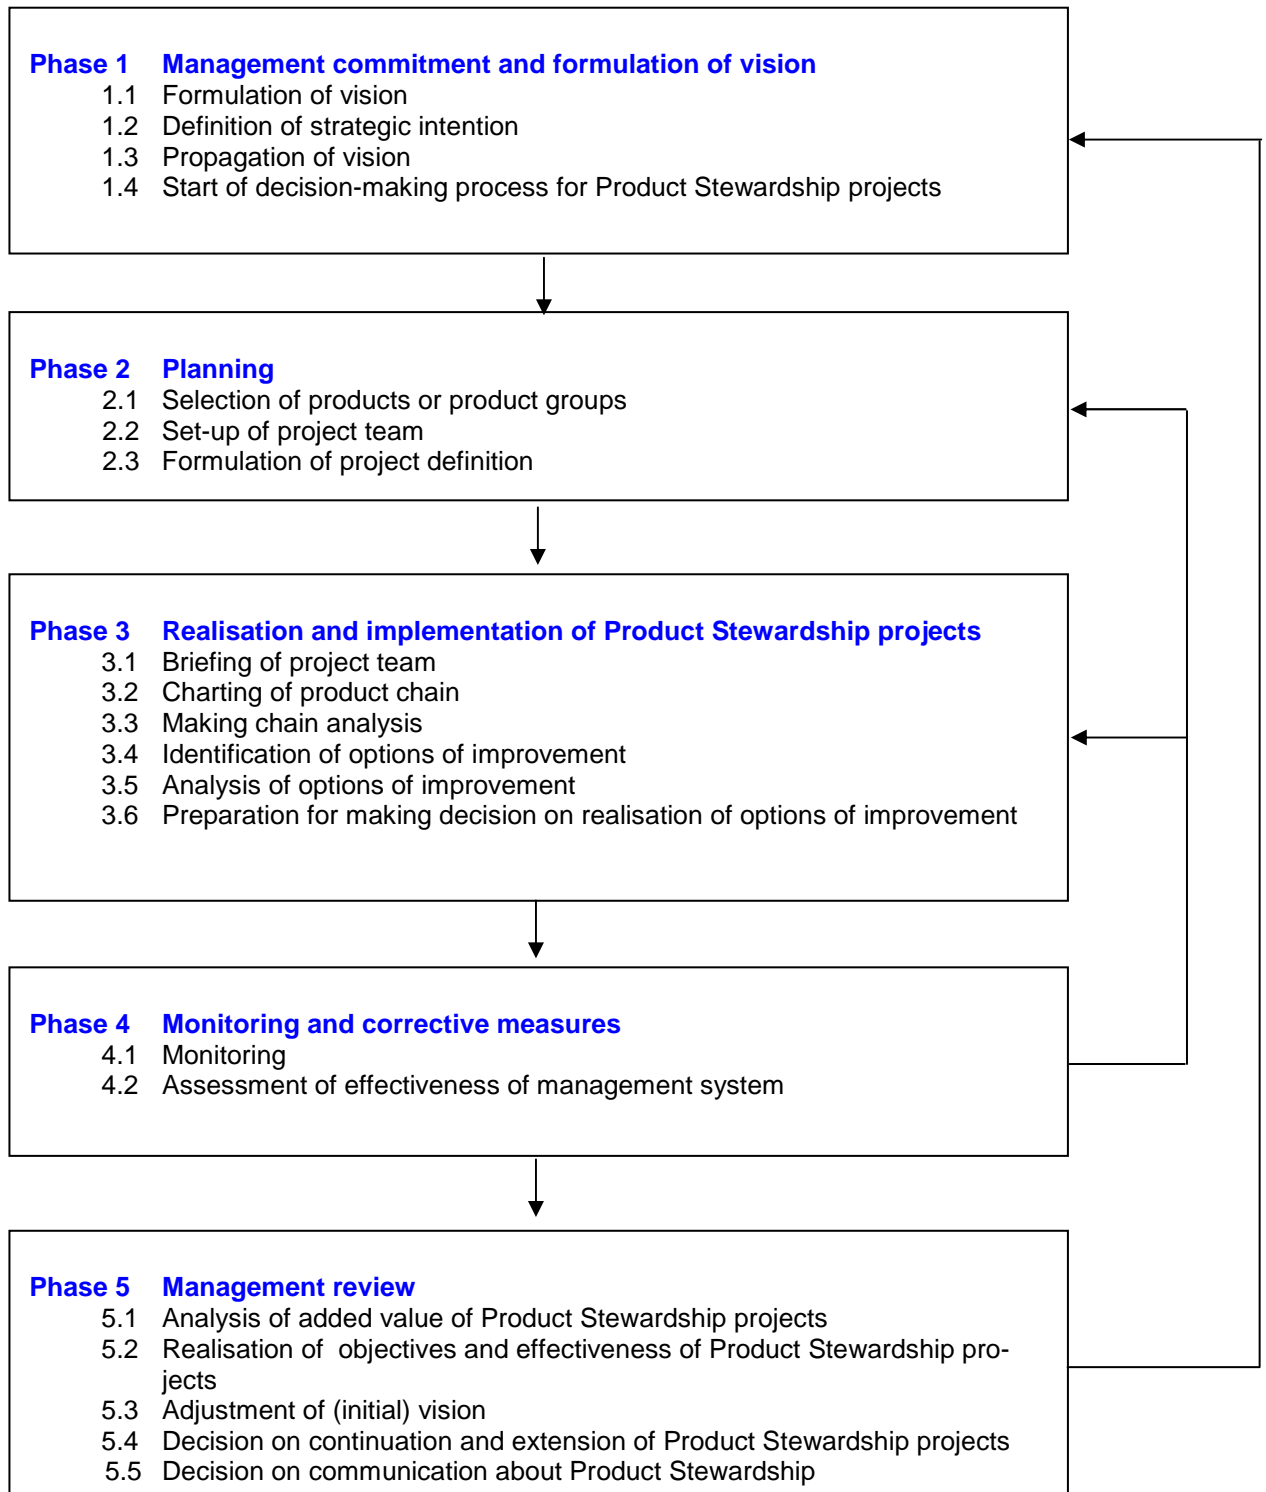 Phase 1 Management commitment and formulation of vision
1.1 Formulation of vision
1.2 Definition of strategic intention
1.3 Propagation of vision
1.4 Start of decision-making process for Product Stewardship projects
Phase 2 Planning
2.1 Selection of products or product groups
2.2 Set-up of project team
2.3 Formulation of project definition
Phase 3 Realisation and implementation of Product Stewardship projects
3.1 Briefing of project team
3.2 Charting of product chain
3.3 Making chain analysis
3.4 Identification of options of improvement
3.5 Analysis of options of improvement
3.6 Preparation for making decision on realisation of options of improvement
Phase 4 Monitoring and corrective measures
4.1 Monitoring
4.2 Assessment of effectiveness of management system
Phase 5 Management review
5.1 Analysis of added value of Product Stewardship projects
5.2 Realisation of objectives and effectiveness of Product Stewardship pro-
jects
5.3 Adjustment of (initial) vision
5.4 Decision on continuation and extension of Product Stewardship projects
5.5 Decision on communication about Product Stewardship